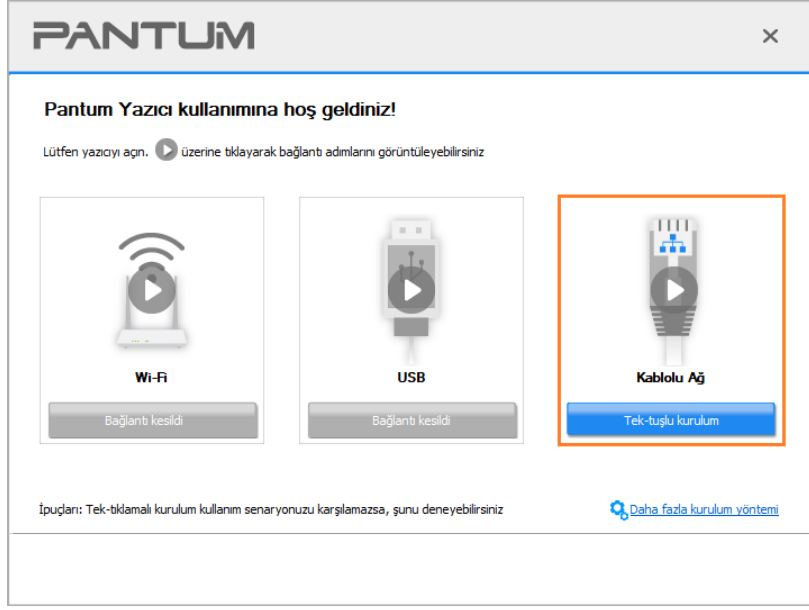 PANTUM
Pantum Yazıcı kullanımına hoş geldiniz!
Lütfen yazıcıyı açın. üzerine tıklayarak bağlantı adımlarını görüntüleyebilirsiniz
Wi-Fi
USB
Kablolu Ağ
Bağlantı kesildi
Bağlantı kesildi
Tek-tuşlu kurulum
İpuçları: Tek-tıklamalı kurulum kullanım senaryonuzu karşılamazsa, şunu deneyebilirsiniz
Daha fazla kurulum yöntemi